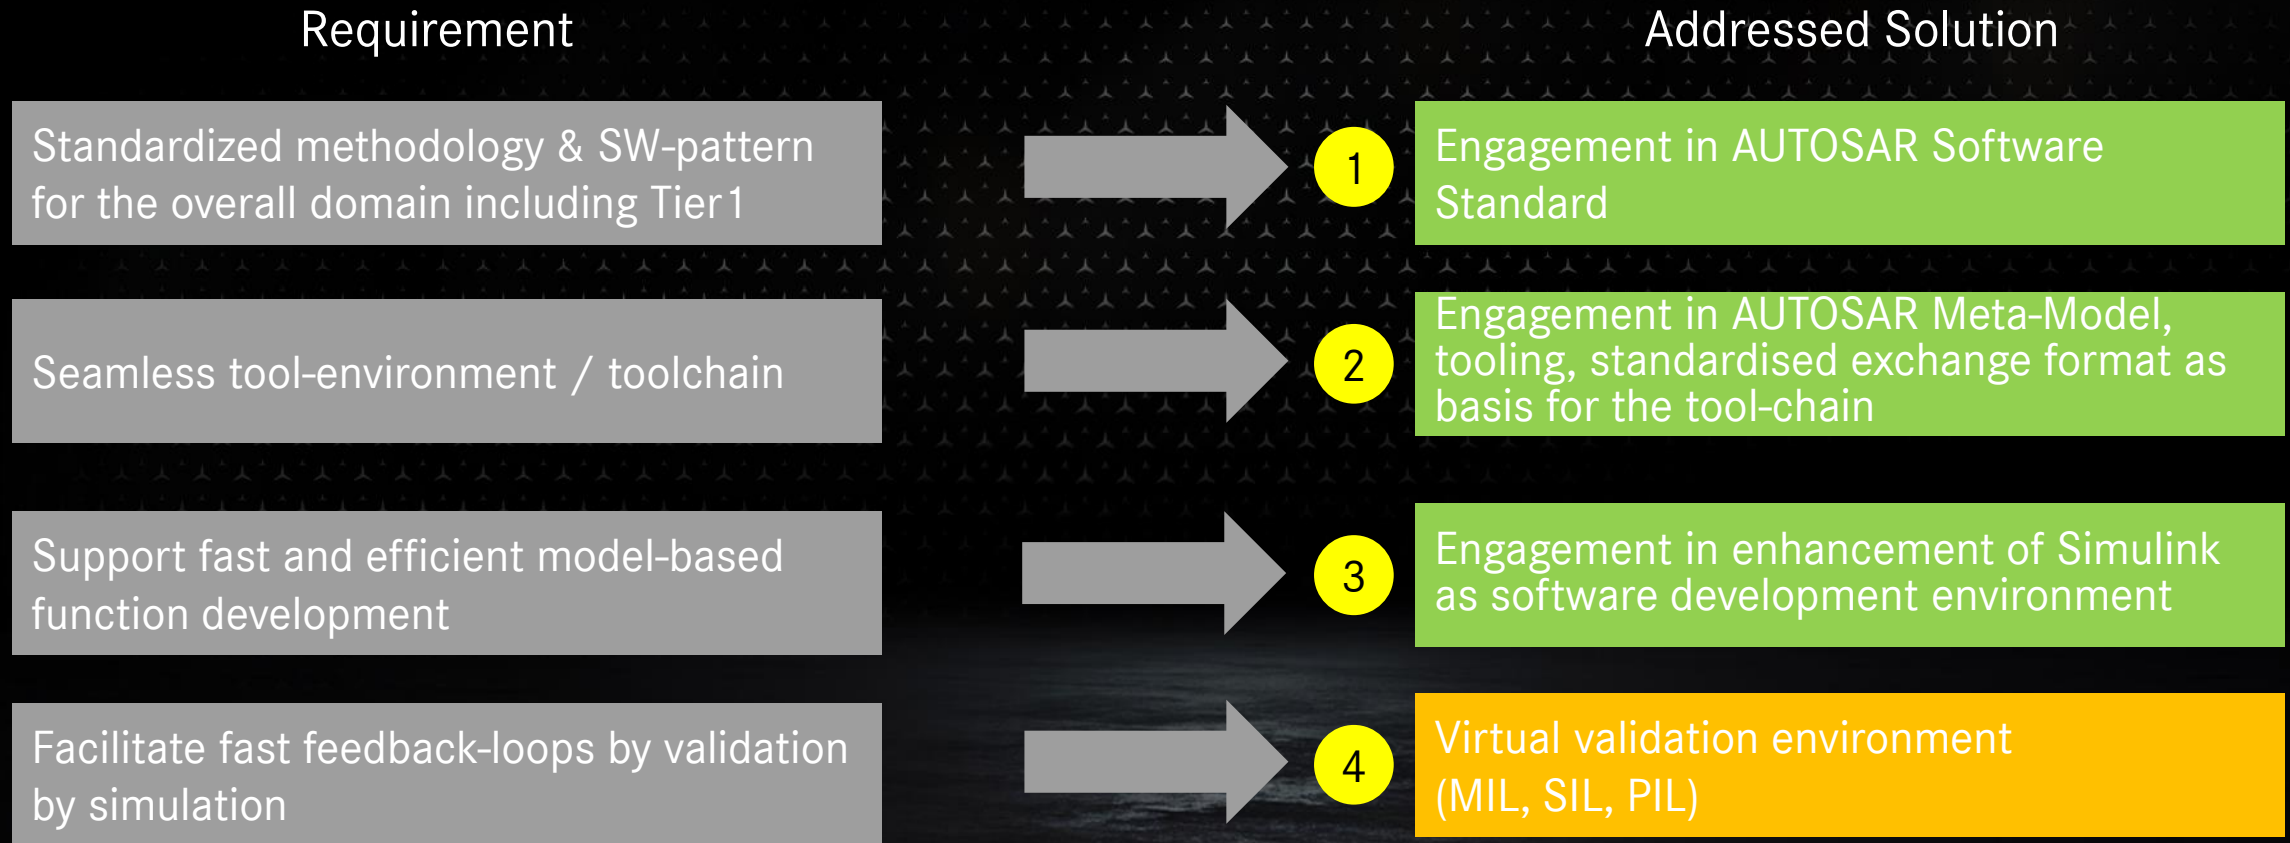 Requirement
Addressed Solution
Standardized methodology & SW-pattern
for the overall domain including Tier1
1
Engagement in AUTOSAR Software
Standard
Seamless tool-environment / toolchain
2
Engagement in AUTOSAR Meta-Model,
tooling, standardised exchange format as
basis for the tool-chain
Support fast and efficient model-based
function development
3
Engagement in enhancement of Simulink
as software development environment
Facilitate fast feedback-loops by validation
by simulation
4
Virtual validation environment
(MIL, SIL, PIL)